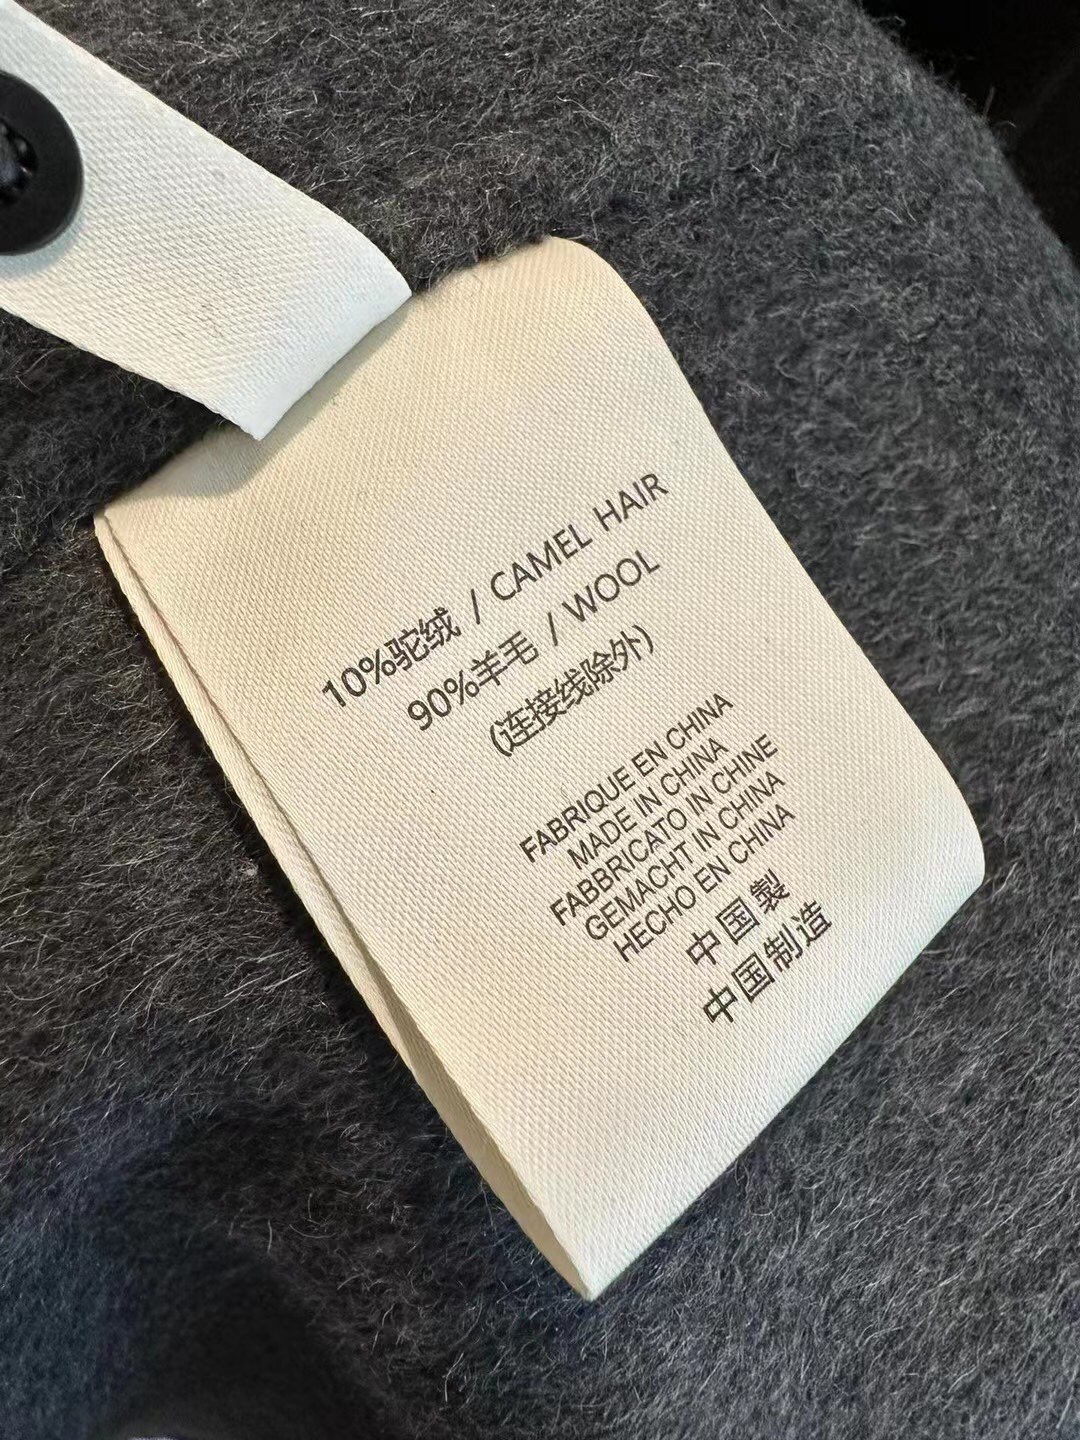 10%驼绒 / CAMEL HAIR
90%羊毛 / WOOL
(连接线除外)
FABRIQUE EN CHINA
MADE IN CHINA
FABBRICATO IN CHINE
GEMACHT IN CHINA
HECHO EN CHINA
中国製
中国制造